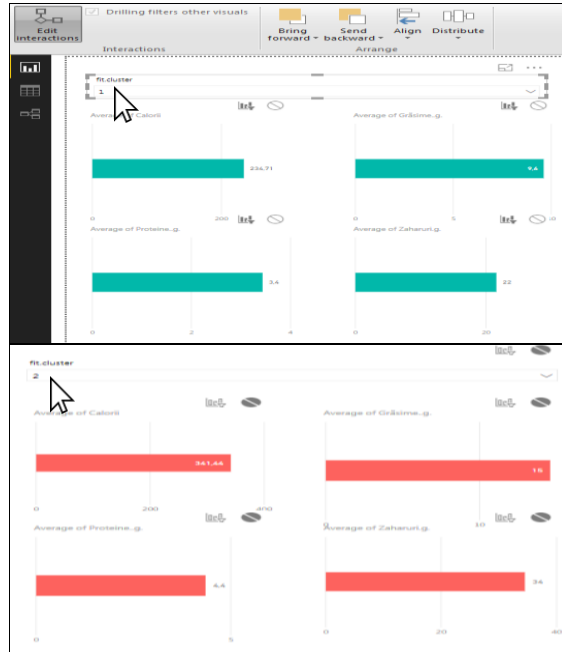 Drilling filters other visuals
Edit interactions
Bring forward
Send backward
Align
Distribute
Interactions
Arrange
fit.cluster
1
Average of Calorii
Average of Grăsime..g.
234.71
9,6
0
200
0
5
Average of Proteine..g.
Average of Zaharuri.g.
3,4
22
0
2
4
0
20
fit.cluster
2
Average of Calorii
Average of Grăsime..g.
341,44
15
0
200
400
0
10
Average of Proteine..g.
Average of Zaharuri.g.
4,4
34
0
5
0
20
40